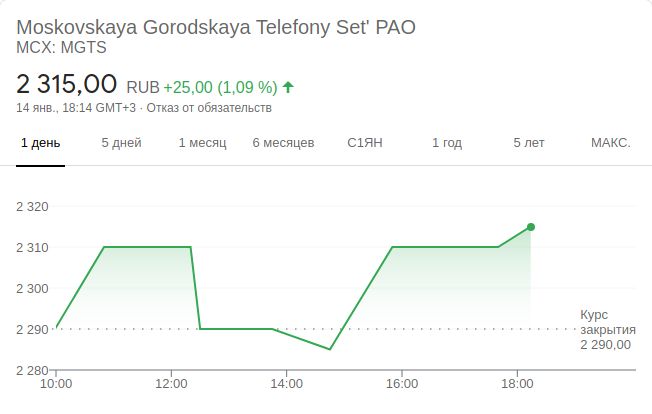 Moskovskaya Gorodskaya Telefony Set' PAO
MCX: MGTS
2 315,00 RUB +25,00 (1,09 %)
14 янв., 18:14 GMT+3 · Отказ от обязательств
1 день 5 дней 1 месяц 6 месяцев С1ЯН 1 год 5 лет МАКС.
2 320
2 310
2 300
2 290
2 280
Курс
закрытия
2 290,00
10:00 12:00 14:00 16:00 18:00